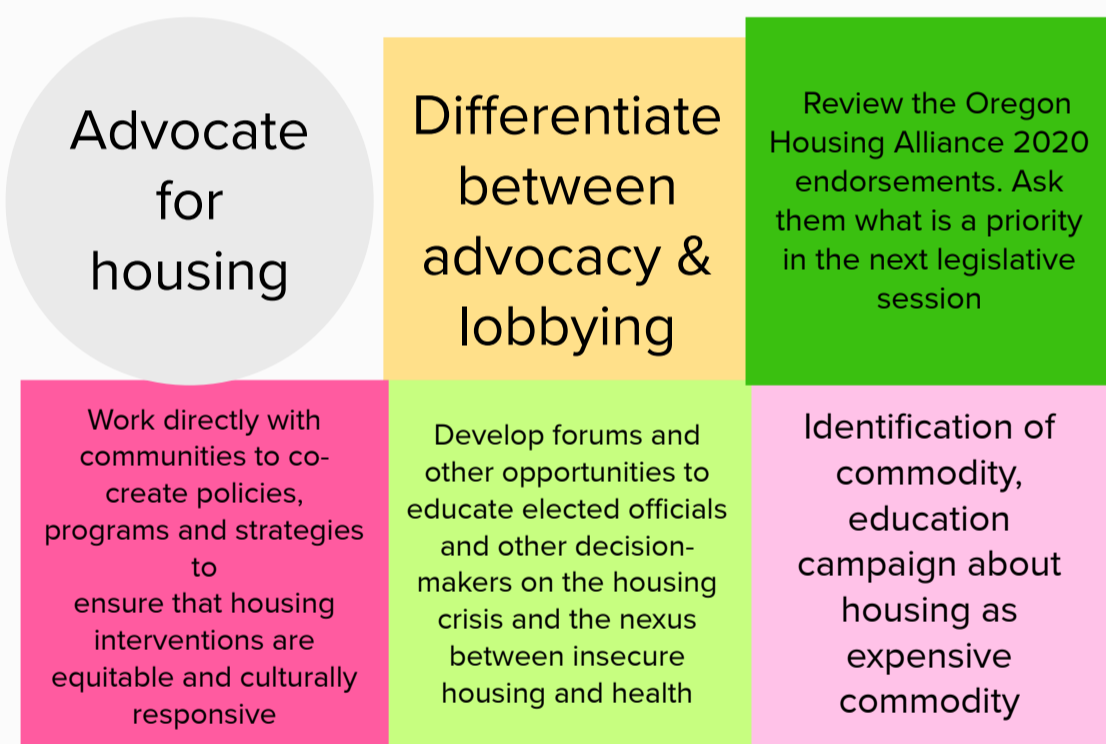 Advocate
for
housing
Differentiate
between
advocacy &
lobbying
Review the Oregon
Housing Alliance 2020
endorsements. Ask
them what is a priority
in the next legislative
session
Work directly with
communities to co-
create policies,
programs and strategies
to
ensure that housing
interventions are
equitable and culturally
responsive
Develop forums and
other opportunities to
educate elected officials
and other decision-
makers on the housing
crisis and the nexus
between insecure
housing and health
Identification of
commodity,
education
campaign about
housing as
expensive
commodity